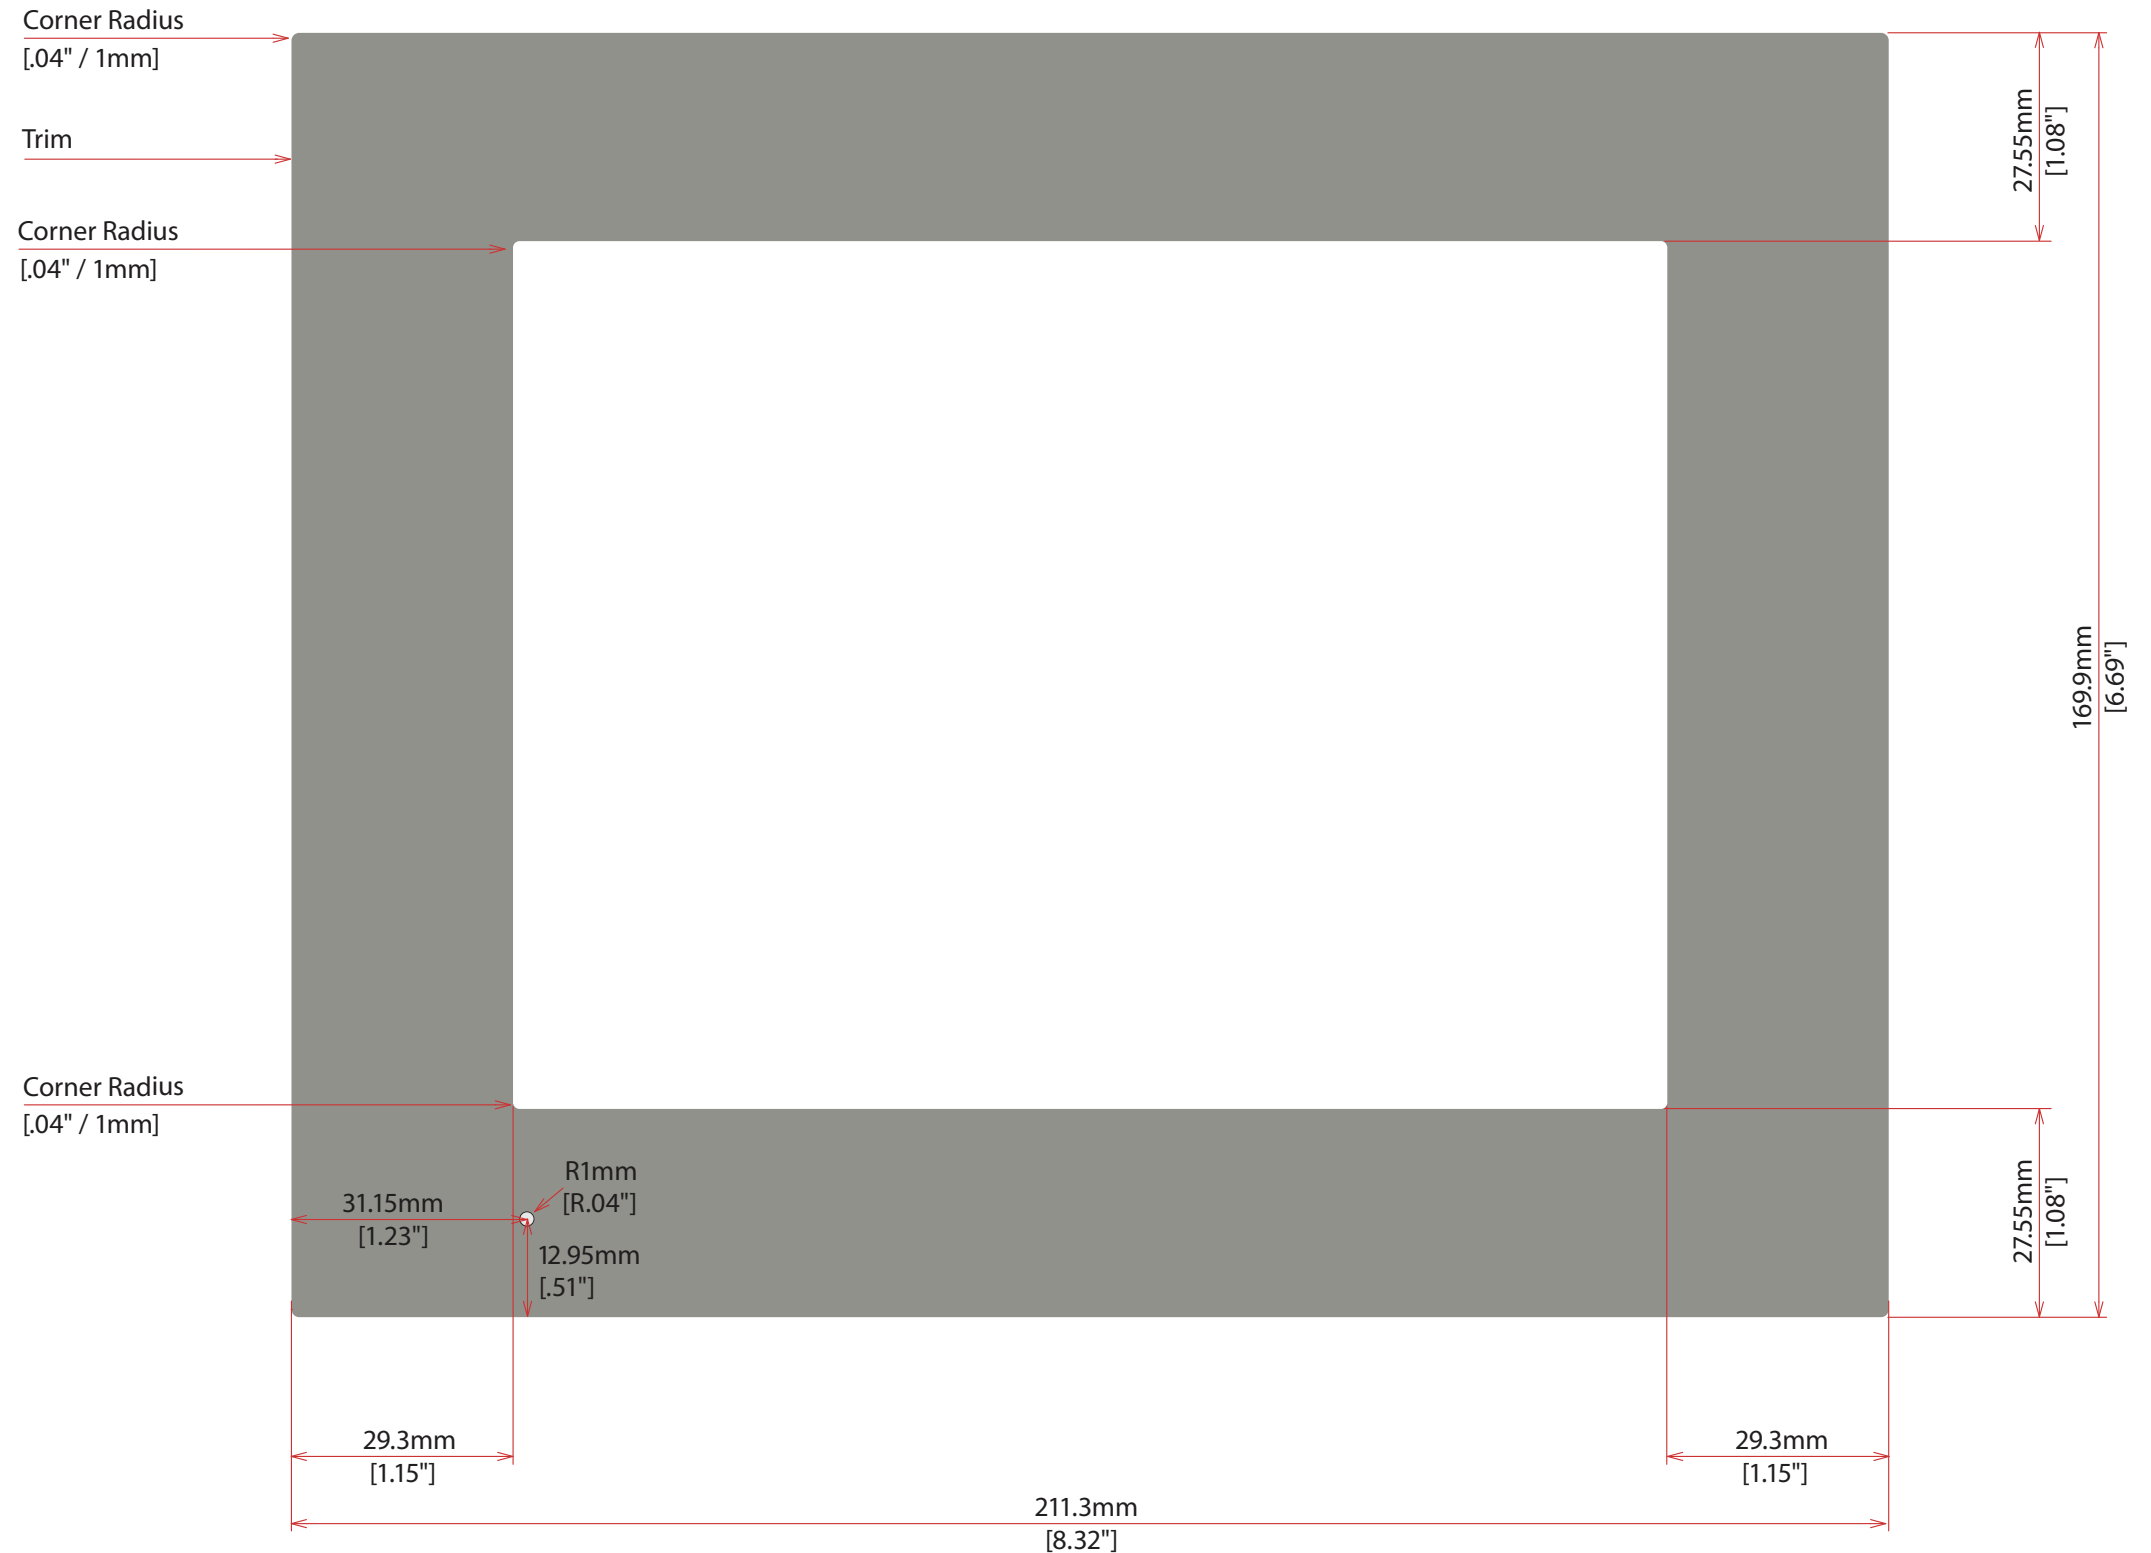 Corner Radius
[.04" / 1mm]
Trim
Corner Radius
[.04" / 1mm]
27.55mm
[1.08"]
169.9mm
[6.69"]
Corner Radius
[.04" / 1mm]
R1mm
[R.04"]
31.15mm
[1.23"]
12.95mm
[.51"]
27.55mm
[1.08"]
29.3mm
[1.15"]
29.3mm
[1.15"]
211.3mm
[8.32"]